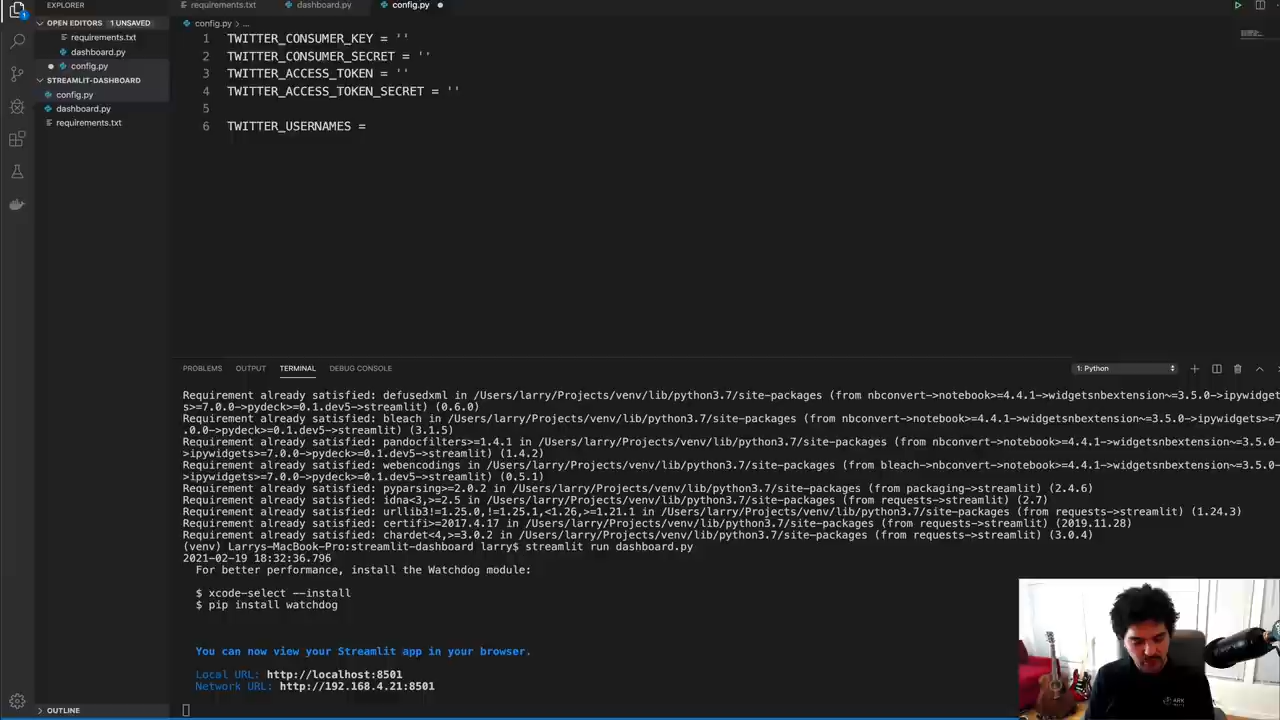 EXPLORER
requirements.txt
dashboard.py
config.py
OPEN EDITORS
1 UNSAVED
config.py > ...
requirements.txt
dashboard.py
config.py
STREAMLIT-DASHBOARD
config.py
dashboard.py
requirements.txt
1 TWITTER_CONSUMER_KEY = ''
2 TWITTER_CONSUMER_SECRET = ''
3 TWITTER_ACCESS_TOKEN = ''
4 TWITTER_ACCESS_TOKEN_SECRET = ''
5
6 TWITTER_USERNAMES =
PROBLEMS OUTPUT TERMINAL DEBUG CONSOLE
1: Python
Requirement already satisfied: defusedxml in /Users/larry/Projects/venv/lib/python3.7/site-packages (from nbconvert->notebook>=4.4.1->widgetsnbextension~=3.5.0->ipywidget
s>=7.0.0->pydeck>=0.1.dev5->streamlit) (0.6.0)
Requirement already satisfied: bleach in /Users/larry/Projects/venv/lib/python3.7/site-packages (from nbconvert->notebook>=4.4.1->widgetsnbextension~=3.5.0->ipywidgets>=7
.0.0->pydeck>=0.1.dev5->streamlit) (3.1.5)
Requirement already satisfied: pandocfilters>=1.4.1 in /Users/larry/Projects/venv/lib/python3.7/site-packages (from nbconvert->notebook>=4.4.1->widgetsnbextension~=3.5.0-
>ipywidgets>=7.0.0->pydeck>=0.1.dev5->streamlit) (1.4.2)
Requirement already satisfied: webencodings in /Users/larry/Projects/venv/lib/python3.7/site-packages (from bleach->nbconvert->notebook>=4.4.1->widgetsnbextension~=3.5.0-
>ipywidgets>=7.0.0->pydeck>=0.1.dev5->streamlit) (0.5.1)
Requirement already satisfied: pyparsing>=2.0.2 in /Users/larry/Projects/venv/lib/python3.7/site-packages (from packaging->streamlit) (2.4.6)
Requirement already satisfied: idna<3,>=2.5 in /Users/larry/Projects/venv/lib/python3.7/site-packages (from requests->streamlit) (2.7)
Requirement already satisfied: urllib3!=1.25.0,!=1.25.1,<1.26,>=1.21.1 in /Users/larry/Projects/venv/lib/python3.7/site-packages (from requests->streamlit) (1.24.3)
Requirement already satisfied: certifi>=2017.4.17 in /Users/larry/Projects/venv/lib/python3.7/site-packages (from requests->streamlit) (2019.11.28)
Requirement already satisfied: chardet<4,>=3.0.2 in /Users/larry/Projects/venv/lib/python3.7/site-packages (from requests->streamlit) (3.0.4)
(venv) Larrys-MacBook-Pro:streamlit-dashboard larry$ streamlit run dashboard.py
2021-02-19 18:32:36.796
For better performance, install the Watchdog module:
$ xcode-select --install
$ pip install watchdog
You can now view your Streamlit app in your browser.
Local URL: http://localhost:8501
Network URL: http://192.168.4.21:8501
OUTLINE
ARK